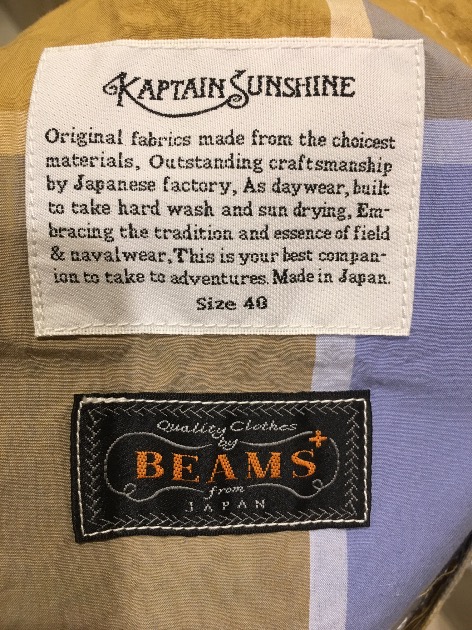 KAPTAIN SUNSHINE
Original fabrics made from the choicest
materials, Outstanding craftsmanship
by Japanese factory, As daywear, built
to take hard wash and sun drying, Em-
bracing the tradition and essence of field
& navalwear, This is your best compan-
ion to take to adventures. Made in Japan.
Size 40
Quality Clothes
by
BEAMS+
from
JAPAN